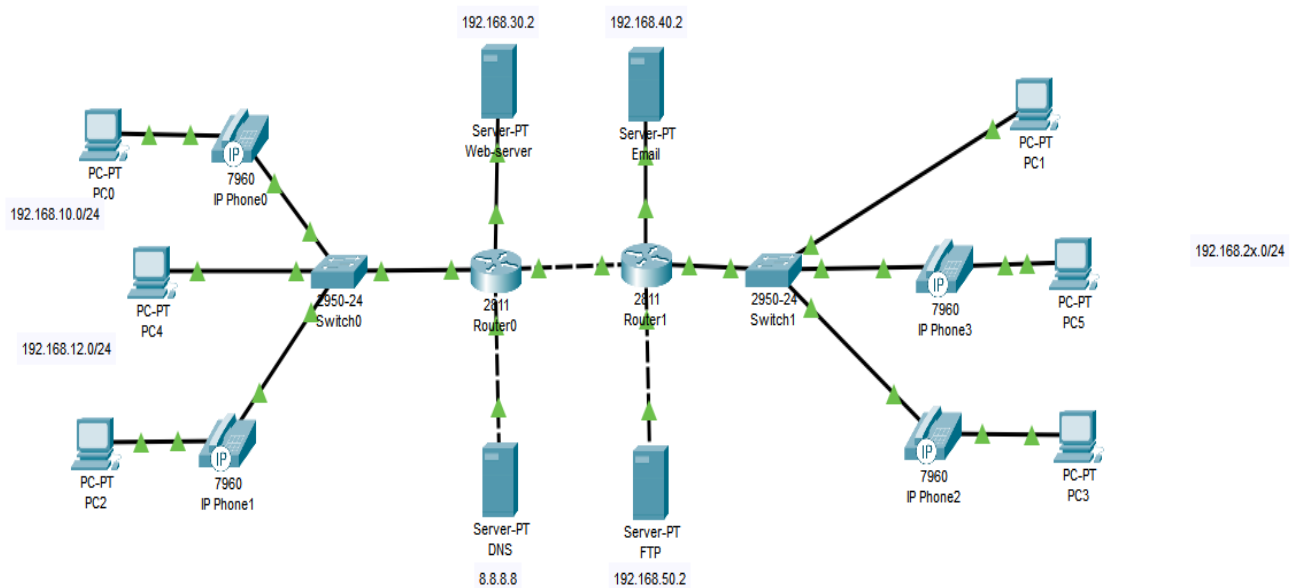 192.168.30.2
192.168.40.2
Server-PT
Web-server
Server-PT
Email
PC-PT
PC0
IP
7960
IP Phone0
PC-PT
PC1
192.168.10.0/24
192.168.2x.0/24
PC-PT
PC4
2950-24
Switch0
2811
Router0
2811
Router1
2950-24
Switch1
IP
7960
IP Phone3
PC-PT
PC5
192.168.12.0/24
PC-PT
PC2
IP
7960
IP Phone1
IP
7960
IP Phone2
PC-PT
PC3
Server-PT
DNS
Server-PT
FTP
8.8.8.8
192.168.50.2